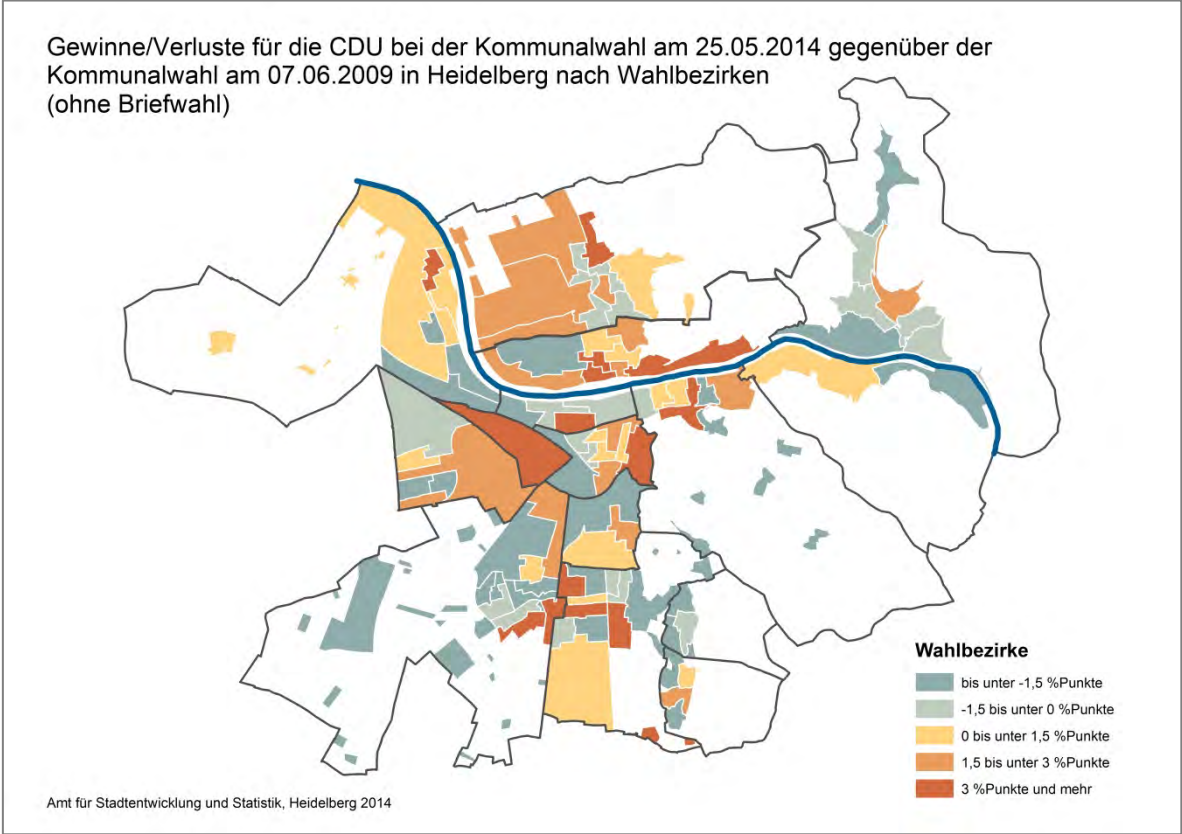 Gewinne/Verluste für die CDU bei der Kommunalwahl am 25.05.2014 gegenüber der
Kommunalwahl am 07.06.2009 in Heidelberg nach Wahlbezirken
(ohne Briefwahl)
Wahlbezirke
bis unter -1,5 %Punkte
-1,5 bis unter 0 %Punkte
0 bis unter 1,5 %Punkte
1,5 bis unter 3 %Punkte
3 %Punkte und mehr
Amt für Stadtentwicklung und Statistik, Heidelberg 2014